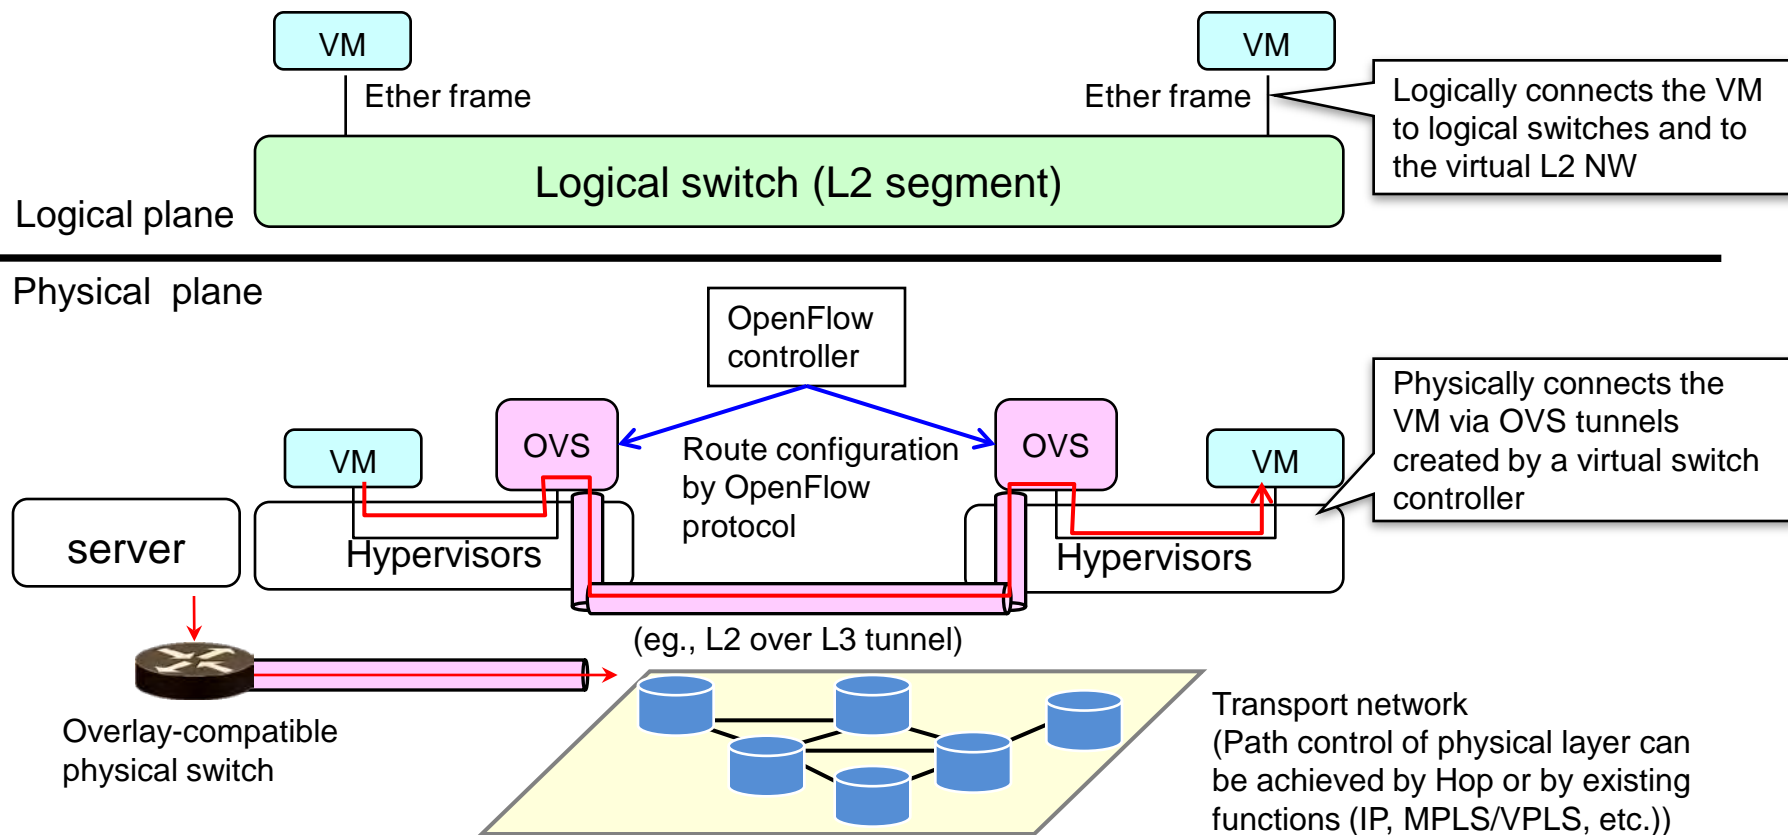 VM
VM
Ether frame
Ether frame
Logically connects the VM
to logical switches and to
the virtual L2 NW
Logical switch (L2 segment)
Logical plane
Physical plane
OpenFlow
controller
Physically connects the
VM via OVS tunnels
created by a virtual switch
controller
VM
OVS
Route configuration
by OpenFlow
protocol
OVS
VM
server
Hypervisors
Hypervisors
(eg., L2 over L3 tunnel)
Overlay-compatible
physical switch
Transport network
(Path control of physical layer can
be achieved by Hop or by existing
functions (IP, MPLS/VPLS, etc.))